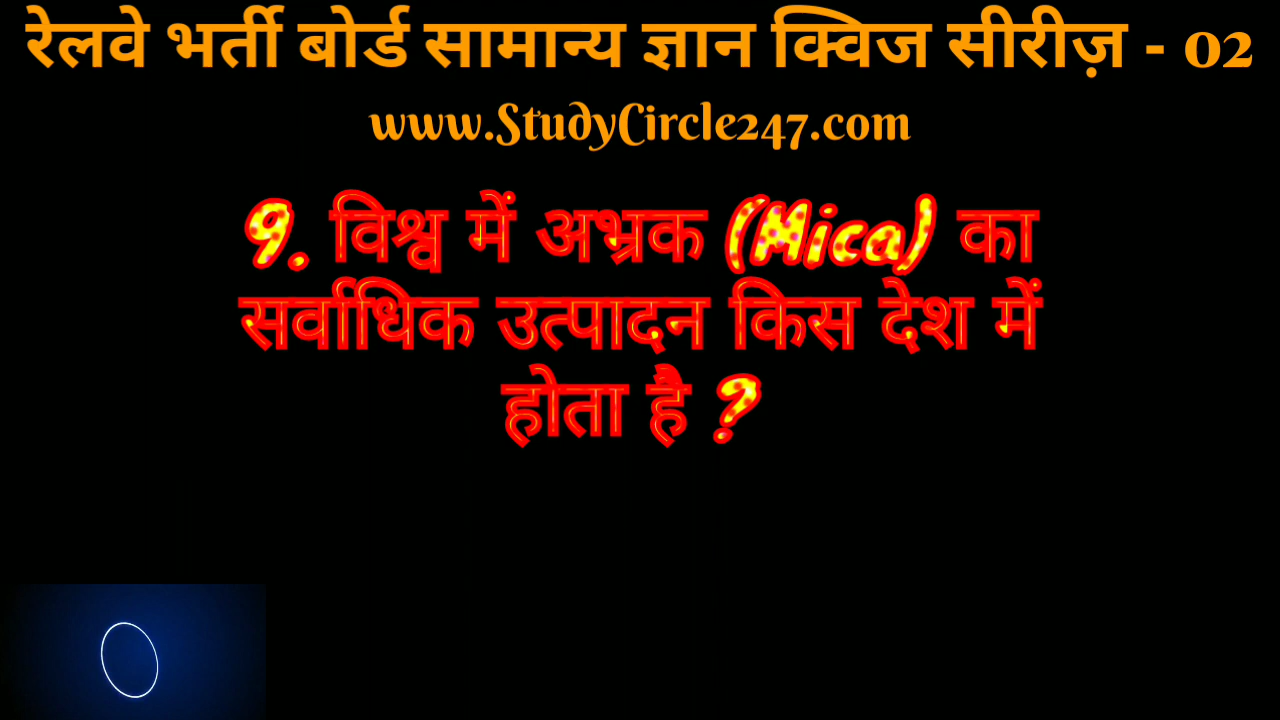 रेलवे भर्ती बोर्ड सामान्य ज्ञान क्विज सीरीज़ - 02
www.StudyCircle247.com
9. विश्व में अभ्रक (Mica) का
सर्वाधिक उत्पादन किस देश में
होता है ?